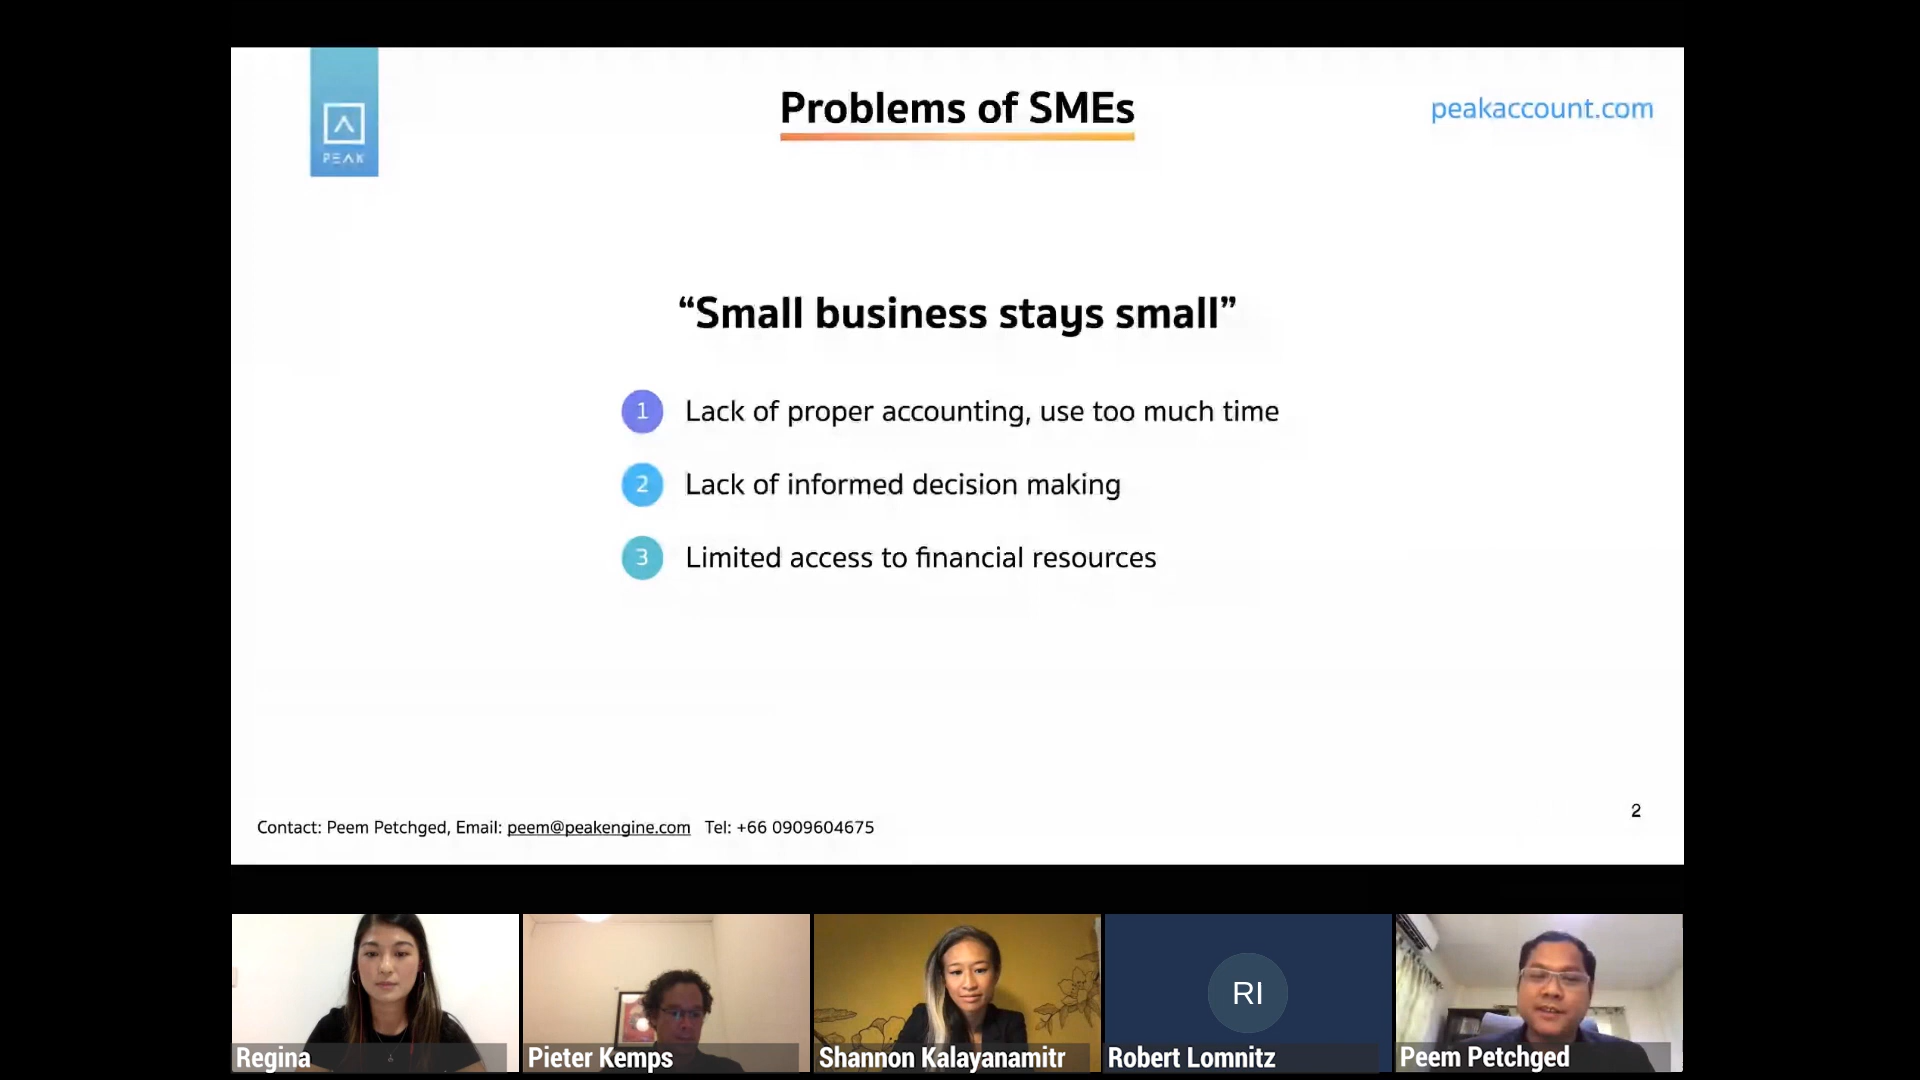 PEAK
Problems of SMEs
peakaccount.com
“Small business stays small”
1 Lack of proper accounting, use too much time
2 Lack of informed decision making
3 Limited access to financial resources
2
Contact: Peem Petchged, Email: peem@peakengine.com Tel: +66 0909604675
RI
Regina
Pieter Kemps
Shannon Kalayanamitr
Robert Lomnitz
Peem Petchged